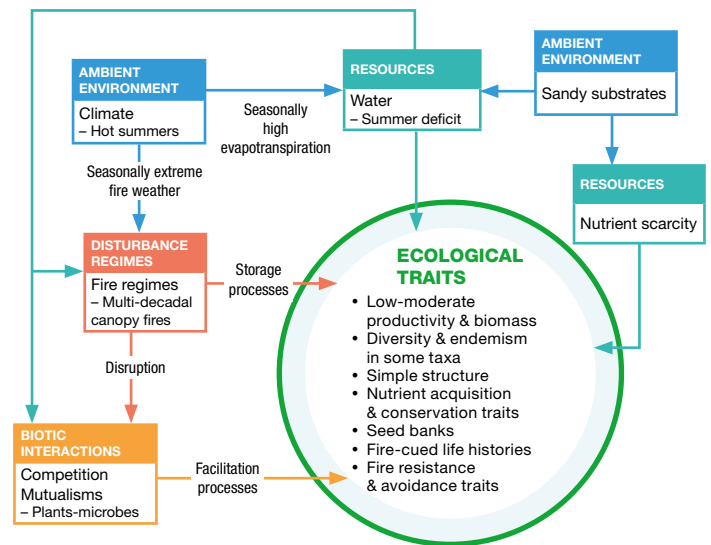 AMBIENT
ENVIRONMENT
Climate
– Hot summers
Seasonally
high
evapotranspiration
RESOURCES
Water
– Summer deficit
AMBIENT
ENVIRONMENT
Sandy substrates
Seasonally extreme
fire weather
RESOURCES
Nutrient scarcity
DISTURBANCE
REGIMES
Fire regimes
– Multi-decadal
canopy fires
Storage
processes
Disruption
BIOTIC
INTERACTIONS
Competition
Mutualisms
– Plants-microbes
Facilitation
processes
ECOLOGICAL
TRAITS
• Low-moderate
productivity & biomass
• Diversity & endemism
in some taxa
• Simple structure
• Nutrient acquisition
& conservation traits
• Seed banks
• Fire-cued life histories
• Fire resistance
& avoidance traits